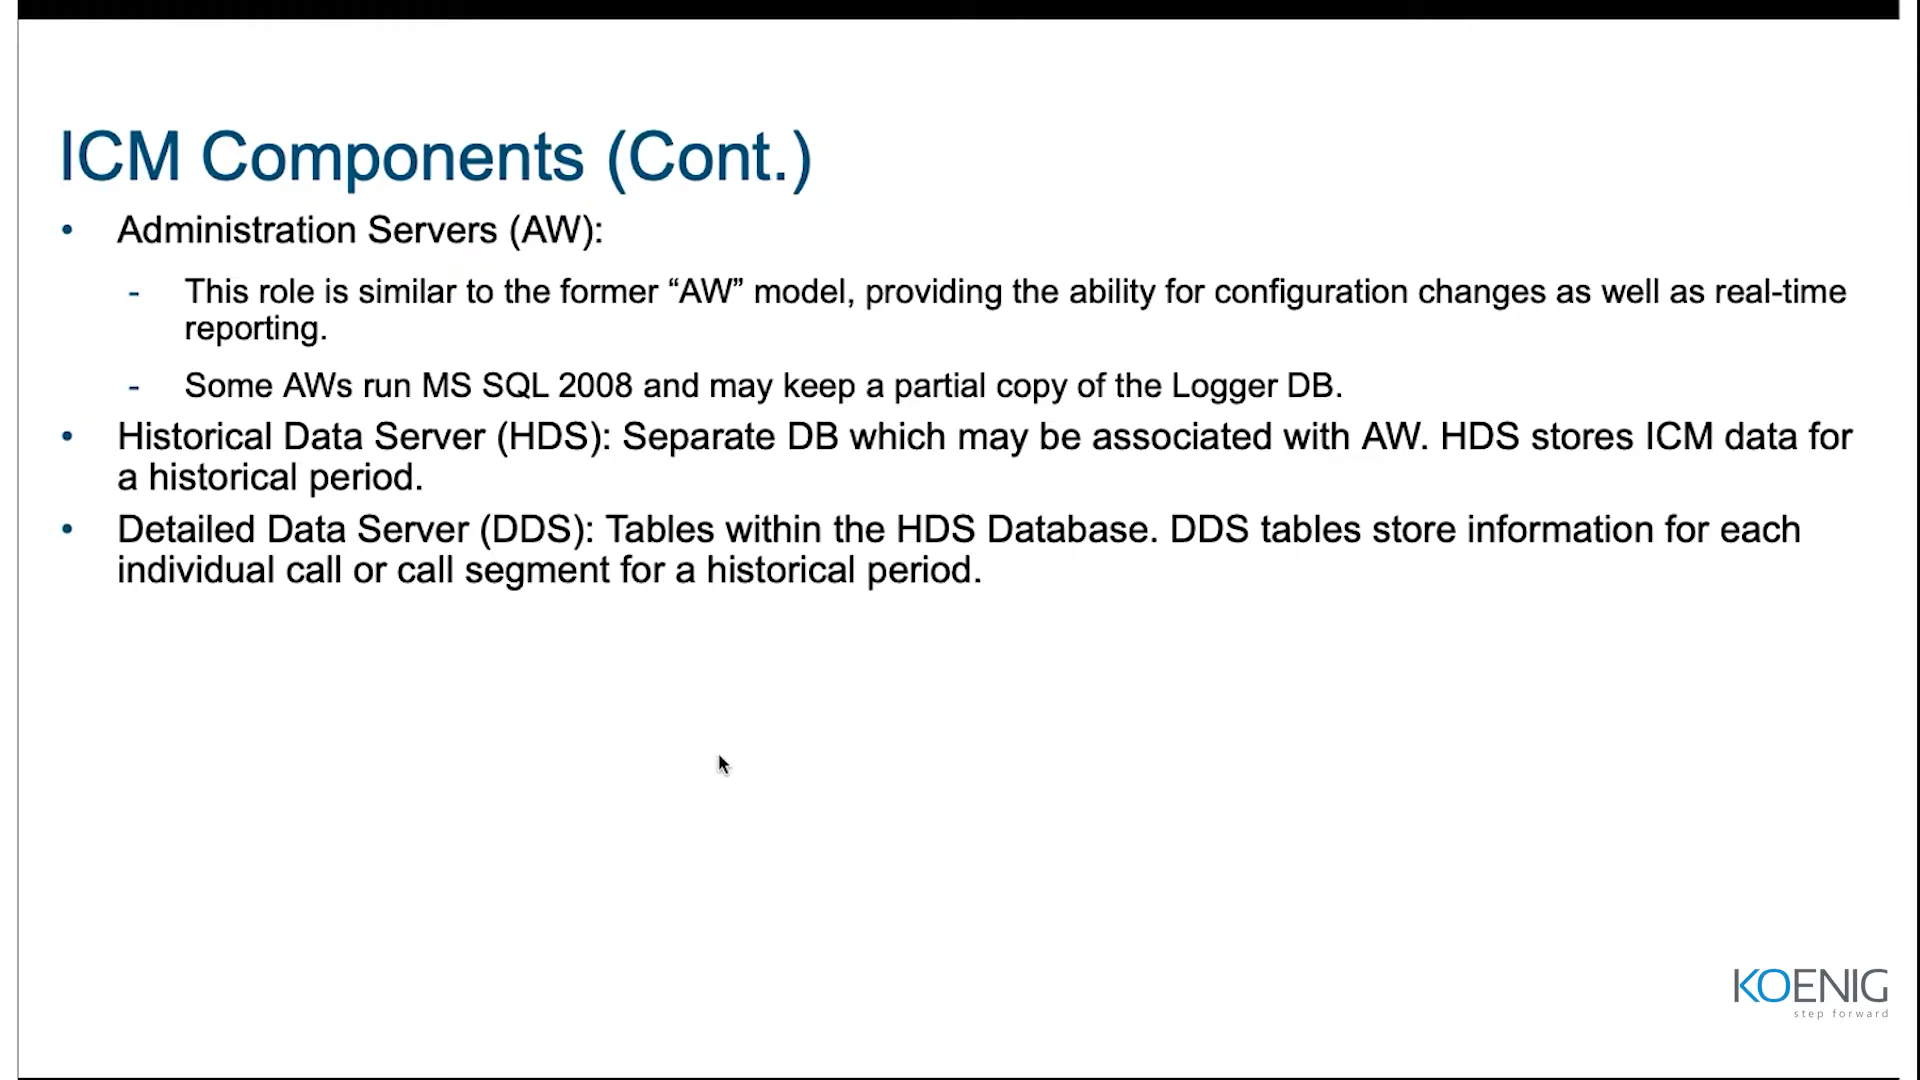 ICM Components (Cont.)
• Administration Servers (AW):
- This role is similar to the former “AW” model, providing the ability for configuration changes as well as real-time
reporting.
- Some AWs run MS SQL 2008 and may keep a partial copy of the Logger DB.
• Historical Data Server (HDS): Separate DB which may be associated with AW. HDS stores ICM data for
a historical period.
• Detailed Data Server (DDS): Tables within the HDS Database. DDS tables store information for each
individual call or call segment for a historical period.
KOENIG
step forward